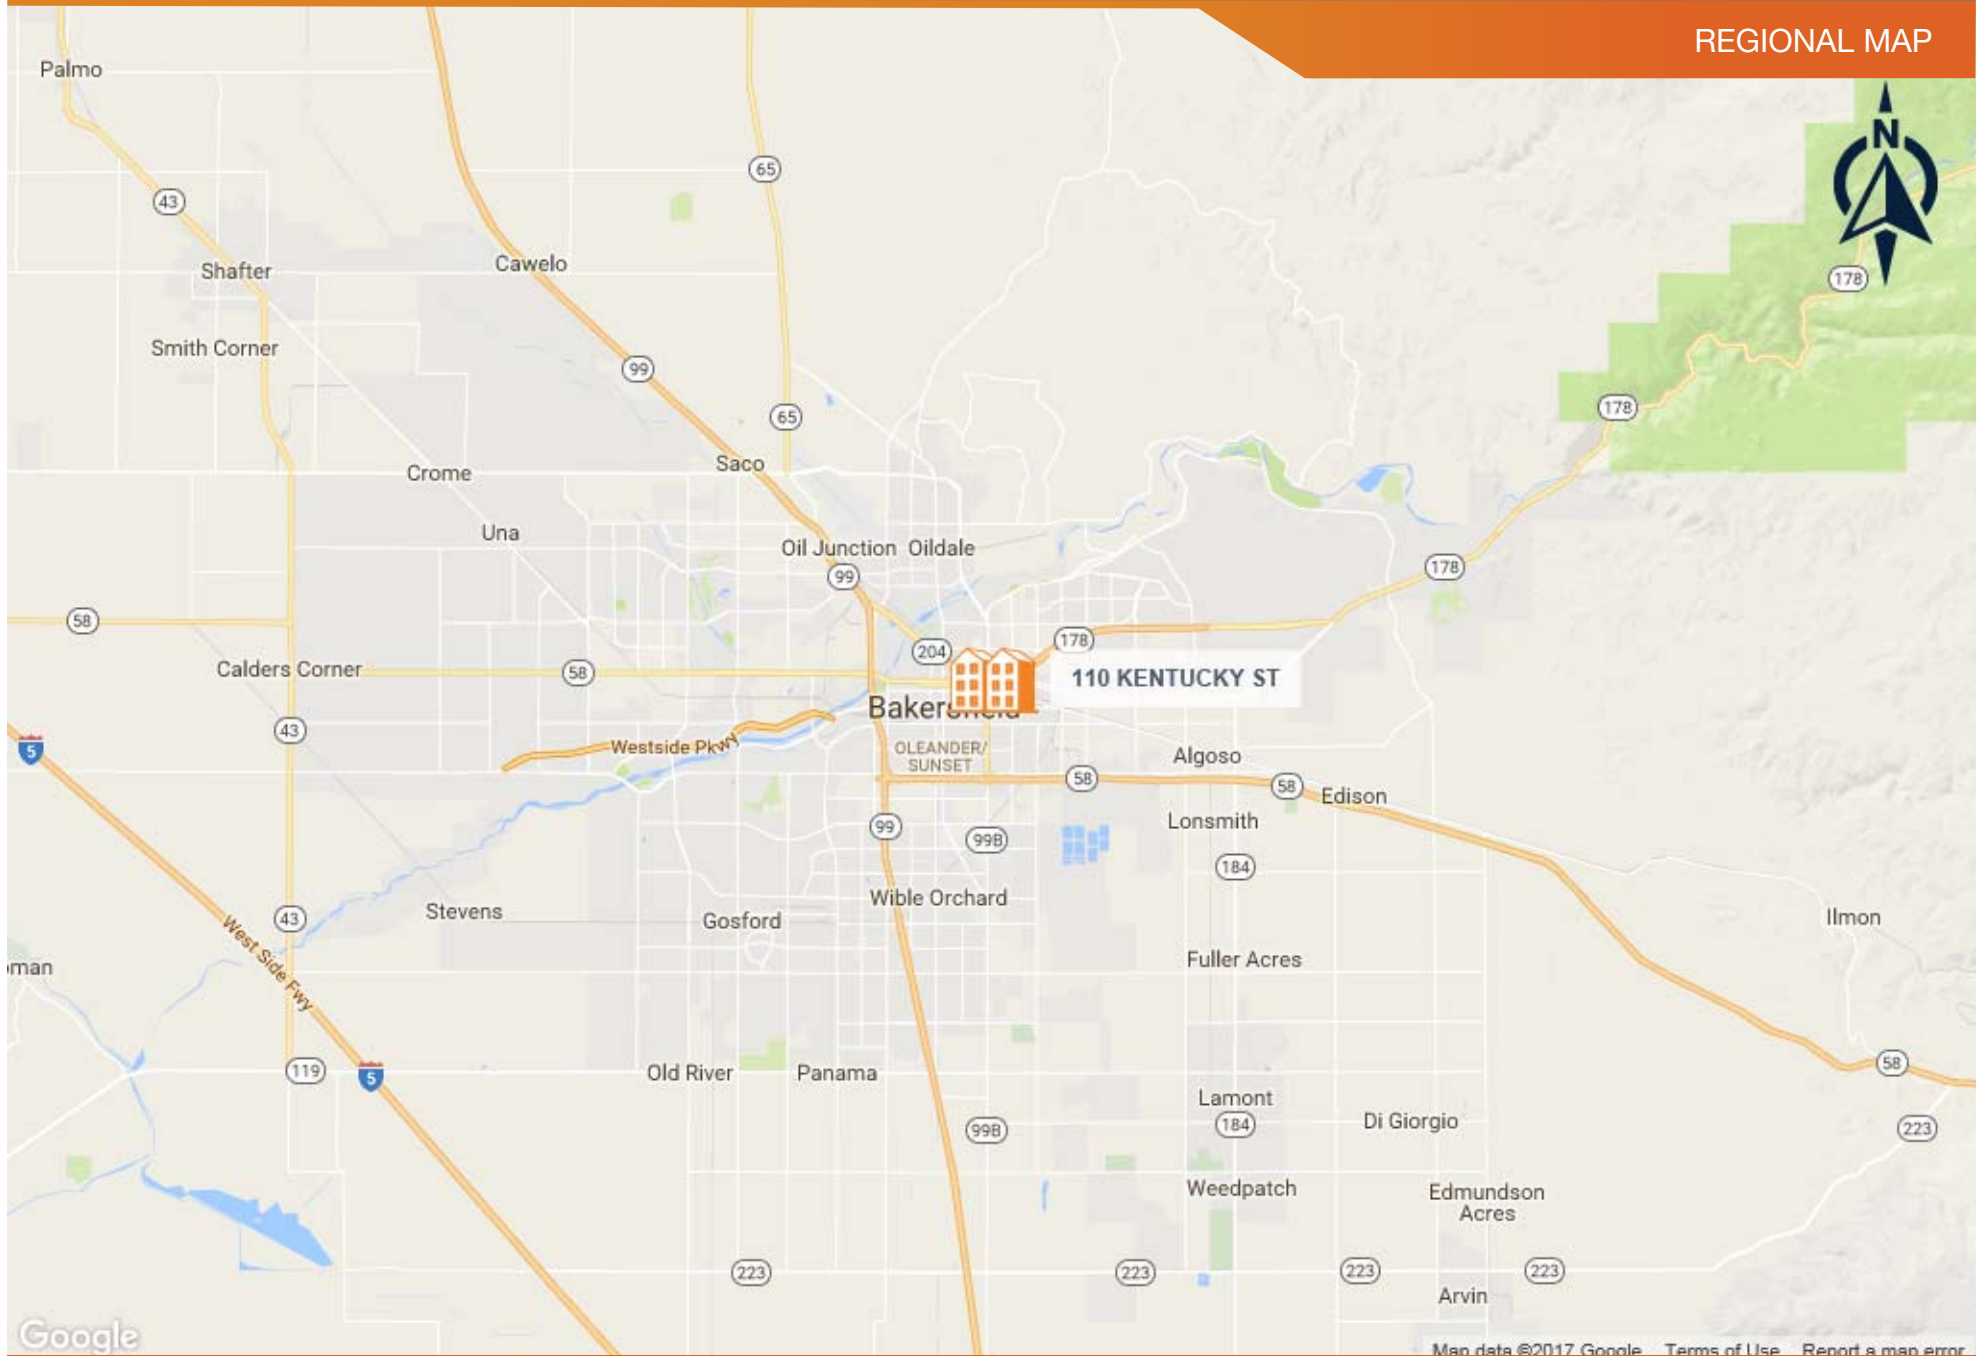 REGIONAL MAP
Palmo
N
65
43
Shafter
Cawelo
178
Smith Corner
99
178
65
Saco
Crome
Una
Oil Junction
Oildale
178
99
58
178
204
Calders Corner
58
110 KENTUCKY ST
Bakersfield
43
5
Westside Pkwy
OLEANDER/
SUNSET
Algoso
58
58
Edison
Lonsmith
99
99B
184
Wible Orchard
Stevens
43
Gosford
Ilmon
West Side Fwy
Fuller Acres
oman
119
5
Old River
Panama
58
Lamont
184
Di Giorgio
99B
223
Weedpatch
Edmundson
Acres
223
223
223
223
Arvin
Google
Map data ©2017 Google
Terms of Use
Report a map error